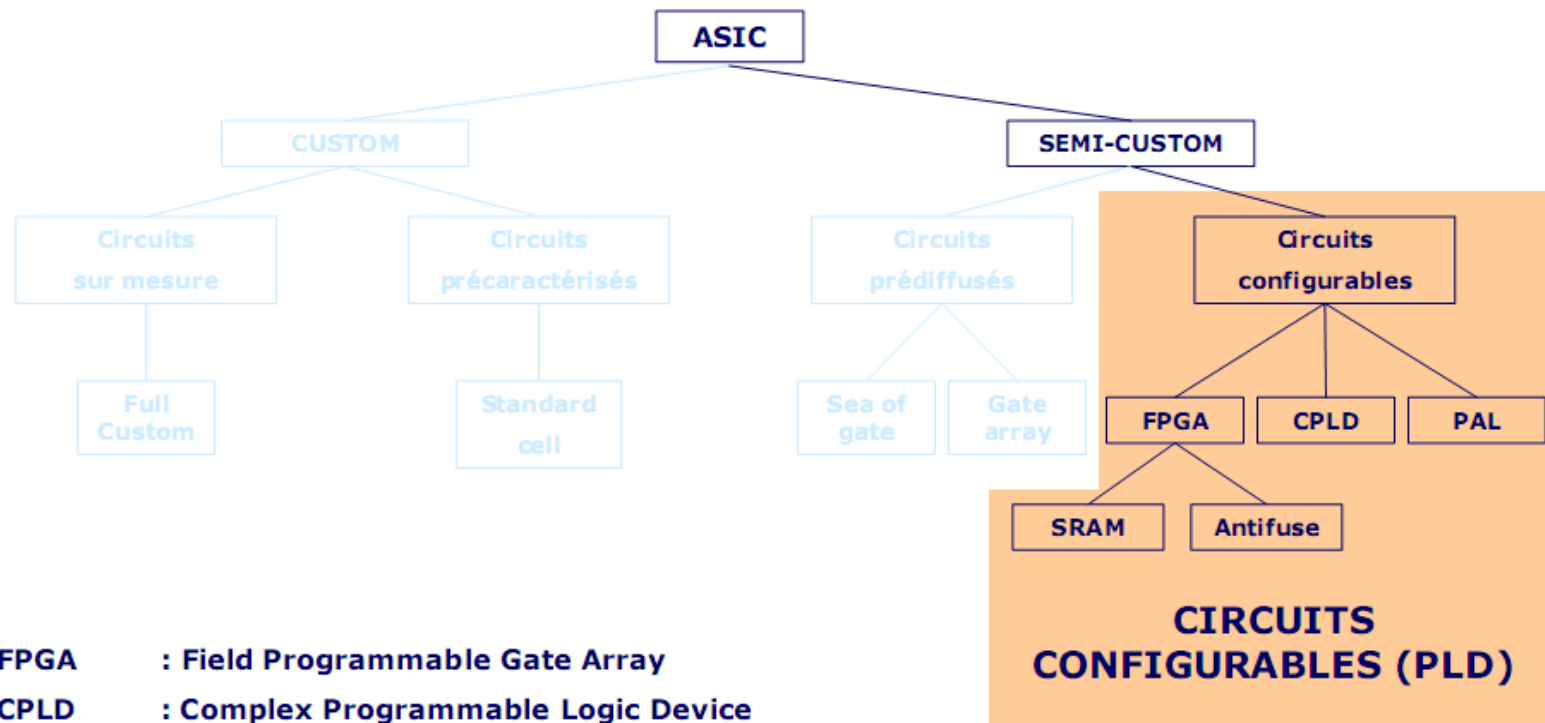 ASIC
CUSTOM
SEMI-CUSTOM
Circuits
sur mesure
Circuits
précaractérisés
Circuits
prédiffusés
Circuits
configurables
Full
Custom
Standard
cell
Sea of
gate
Gate
array
FPGA
CPLD
PAL
SRAM
Antifuse
CIRCUITS
CONFIGURABLES (PLD)
FPGA : Field Programmable Gate Array
CPLD : Complex Programmable Logic Device